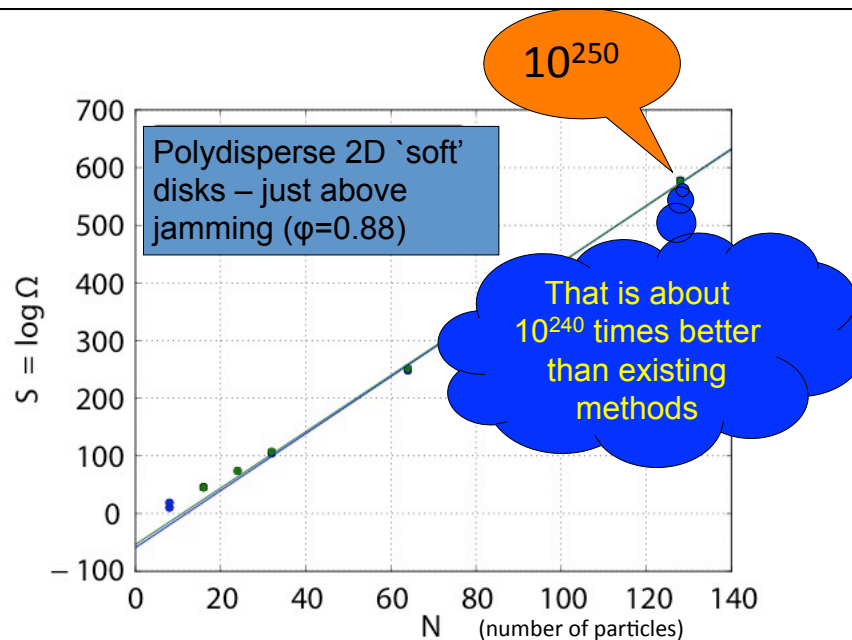 10²⁵⁰
700
600
500
400
300
200
100
0
− 100
S = log Ω
Polydisperse 2D `soft'
disks – just above
jamming (φ=0.88)
That is about
10²⁴⁰ times better
than existing
methods
0 20 40 60 80 100 120 140
N (number of particles)